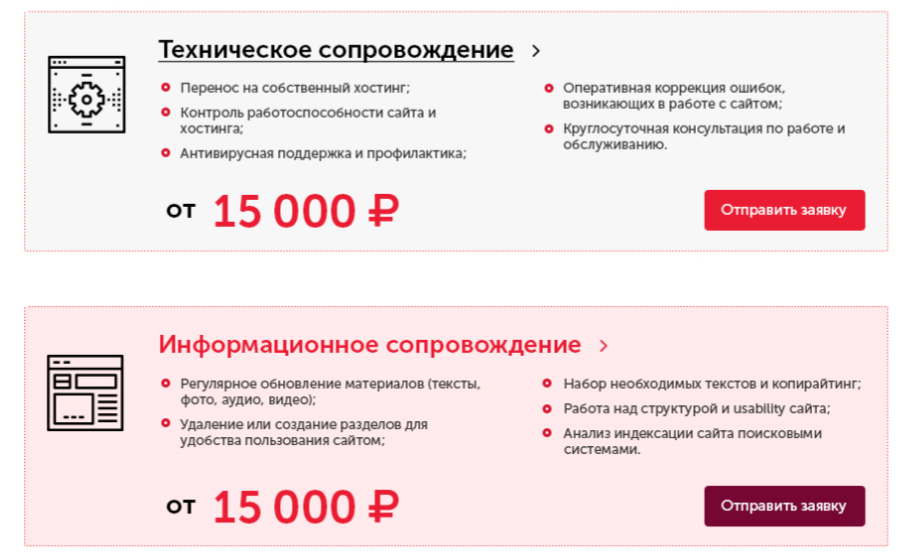 Техническое сопровождение
Перенос на собственный хостинг;
Контроль работоспособности сайта и
хостинга;
Антивирусная поддержка и профилактика;
Оперативная коррекция ошибок,
возникающих в работе с сайтом;
Круглосуточная консультация по работе и
обслуживанию.
от 15 000 ₽
Отправить заявку
Информационное сопровождение
Регулярное обновление материалов (тексты,
фото, аудио, видео);
Удаление или создание разделов для
удобства пользования сайтом;
Набор необходимых текстов и копирайтинг;
Работа над структурой и usability сайта;
Анализ индексации сайта поисковыми
системами.
от 15 000 ₽
Отправить заявку